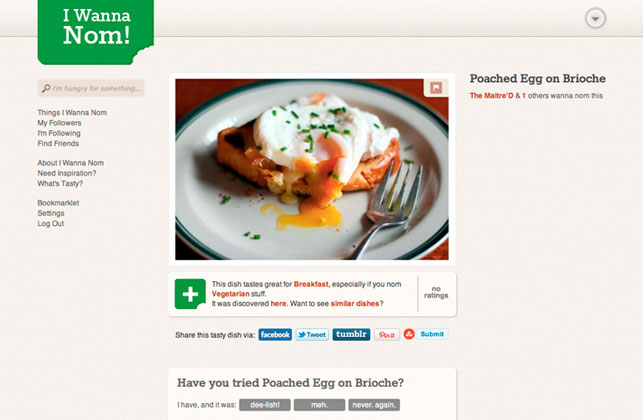 I Wanna
Nom!
I'm hungry for something...
Things I Wanna Nom
My Followers
I'm Following
Find Friends
About I Wanna Nom
Need Inspiration?
What's Tasty?
Bookmarklet
Settings
Log Out
Poached Egg on Brioche
The Maitre'D & 1 others wanna nom this
This dish tastes great for Breakfast, especially if you nom
Vegetarian stuff.
It was discovered here. Want to see similar dishes?
no
ratings
Share this tasty dish via:
facebook
Tweet
tumblr
Pin it
Submit
Have you tried Poached Egg on Brioche?
I have, and it was:
dee-lish!
meh.
never. again.